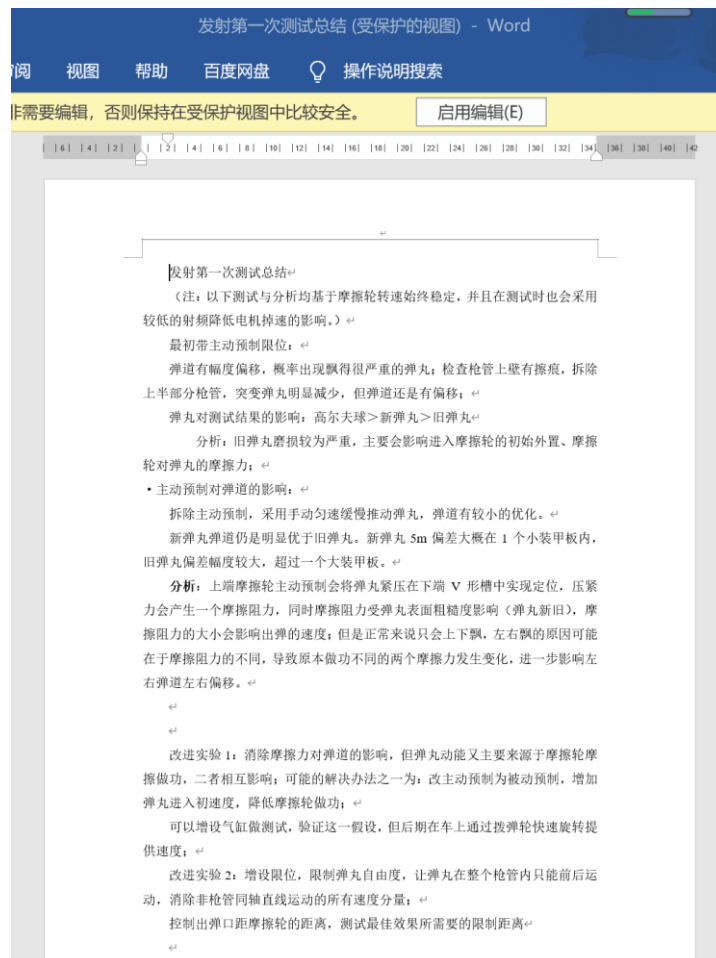 发射第一次测试总结 (受保护的视图) - Word
阅 视图 帮助 百度网盘 操作说明搜索
非需要编辑，否则保持在受保护视图中比较安全。 启用编辑(E)
|6| |4| |2| | | |2| |4| |6| |8| |10| |12| |14| |16| |18| |20| |22| |24| |26| |28| |30| |32| |34| |36| |38| |40| |42
发射第一次测试总结
（注：以下测试与分析均基于摩擦轮转速始终稳定，并且在测试时也会采用
较低的射频降低电机掉速的影响。）
最初带主动预制限位：
弹道有幅度偏移，概率出现飘得很严重的弹丸；检查枪管上壁有擦痕，拆除
上半部分枪管，突变弹丸明显减少，但弹道还是有偏移；
弹丸对测试结果的影响：高尔夫球＞新弹丸＞旧弹丸
分析：旧弹丸磨损较为严重，主要会影响进入摩擦轮的初始外置、摩擦
轮对弹丸的摩擦力；
•主动预制对弹道的影响：
拆除主动预制，采用手动匀速缓慢推动弹丸，弹道有较小的优化。
新弹丸弹道仍是明显优于旧弹丸。新弹丸 5m 偏差大概在 1 个小装甲板内，
旧弹丸偏差幅度较大，超过一个大装甲板。
分析：上端摩擦轮主动预制会将弹丸紧压在下端 V 形槽中实现定位，压紧
力会产生一个摩擦阻力，同时摩擦阻力受弹丸表面粗糙度影响（弹丸新旧），摩
擦阻力的大小会影响出弹的速度；但是正常来说只会上下飘，左右飘的原因可能
在于摩擦阻力的不同，导致原本做功不同的两个摩擦力发生变化，进一步影响左
右弹道左右偏移。
改进实验 1：消除摩擦力对弹道的影响，但弹丸动能又主要来源于摩擦轮摩
擦做功，二者相互影响；可能的解决办法之一为：改主动预制为被动预制，增加
弹丸进入初速度，降低摩擦轮做功；
可以增设气缸做测试，验证这一假设，但后期在车上通过拨弹轮快速旋转提
供速度；
改进实验 2：增设限位，限制弹丸自由度，让弹丸在整个枪管内只能前后运
动，消除非枪管同轴直线运动的所有速度分量；
控制出弹口距摩擦轮的距离，测试最佳效果所需要的限制距离